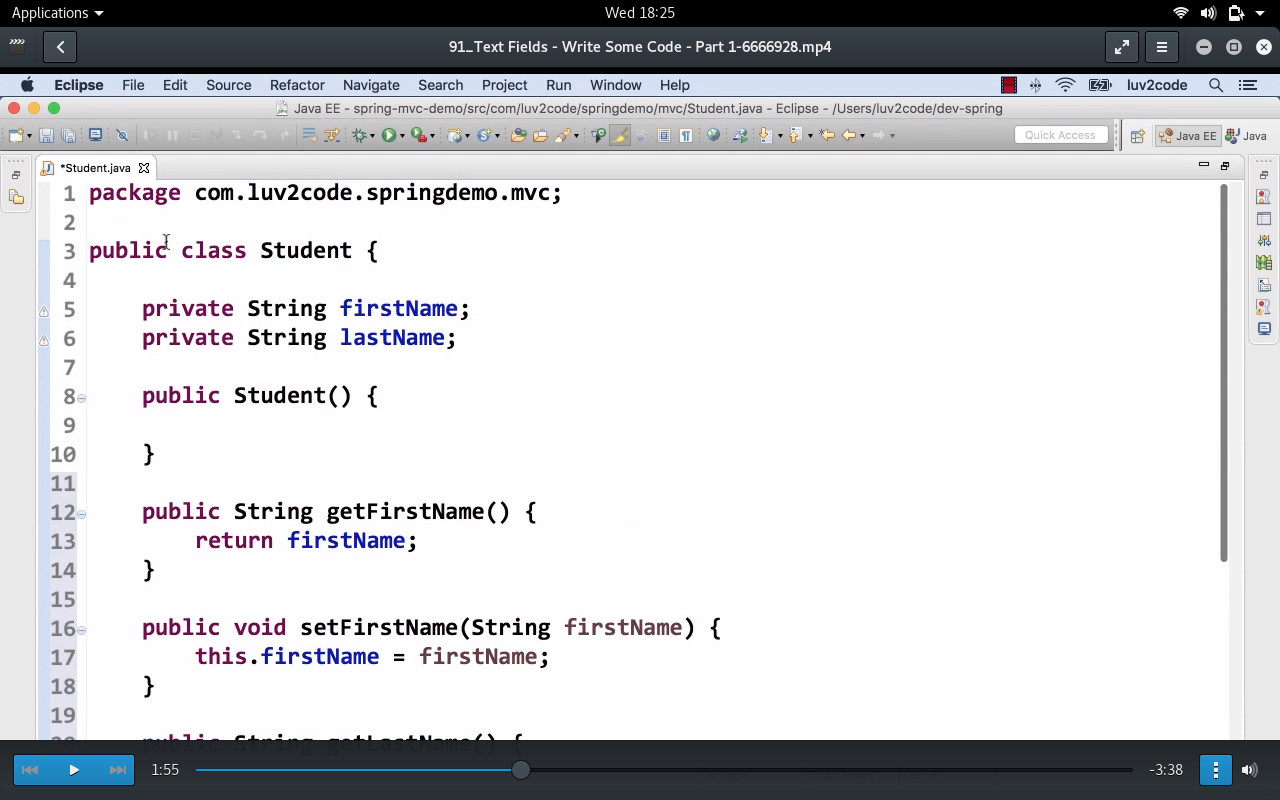 Applications
Wed 18:25
91_Text Fields - Write Some Code - Part 1-6666928.mp4
Eclipse File Edit Source Refactor Navigate Search Project Run Window Help luv2code
Java EE - spring-mvc-demo/src/com/luv2code/springdemo/mvc/Student.java - Eclipse - /Users/luv2code/dev-spring
Quick Access Java EE Java
*Student.java
1 package com.luv2code.springdemo.mvc;
2
3 public class Student {
4
5 private String firstName;
6 private String lastName;
7
8 public Student() {
9
10 }
11
12 public String getFirstName() {
13 return firstName;
14 }
15
16 public void setFirstName(String firstName) {
17 this.firstName = firstName;
18 }
19
20 public String getLastName() {
1:55 -3:38